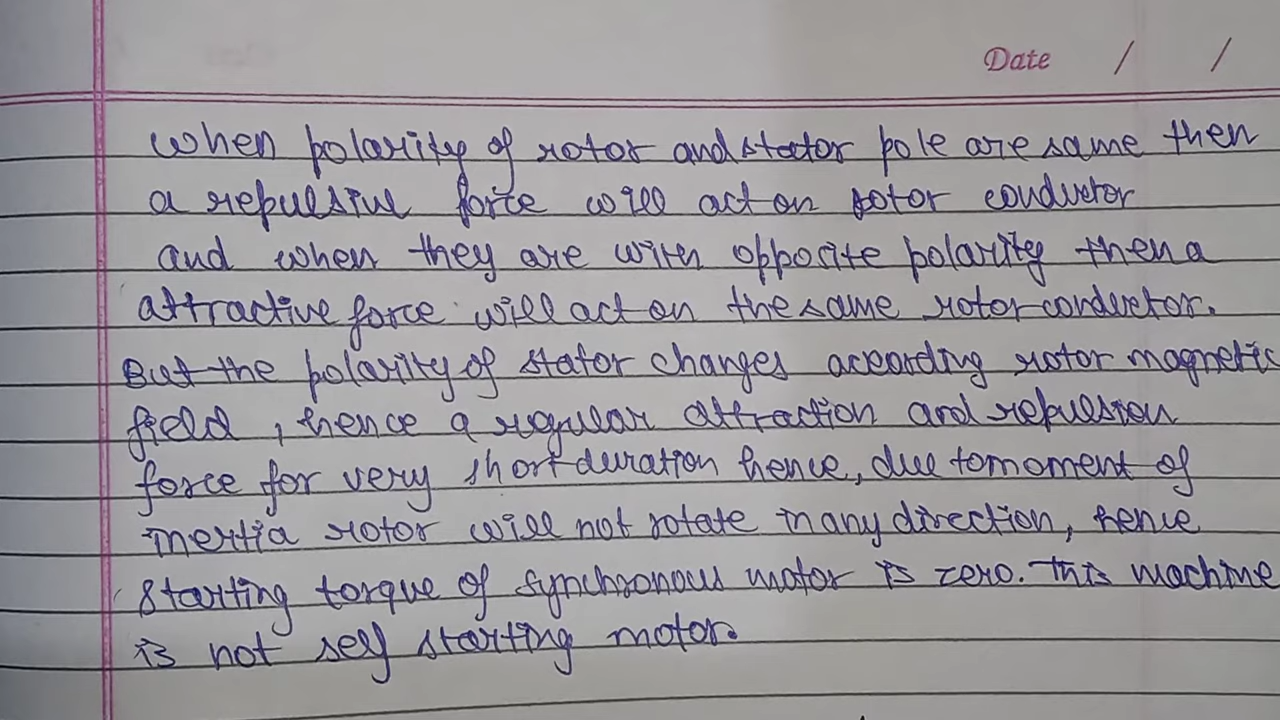 Date / /
when polarity of rotor and stator pole are same then
a repulsive force will act on rotor conductor
and when they are with opposite polarity then a
attractive force will act on the same rotor conductor.
But the polarity of stator changes according rotor magnetic
field, hence a regular attraction and repulsion
force for very short duration hence, due to moment of
inertia rotor will not rotate in any direction, hence
starting torque of synchronous motor is zero. This machine
is not self starting motor.